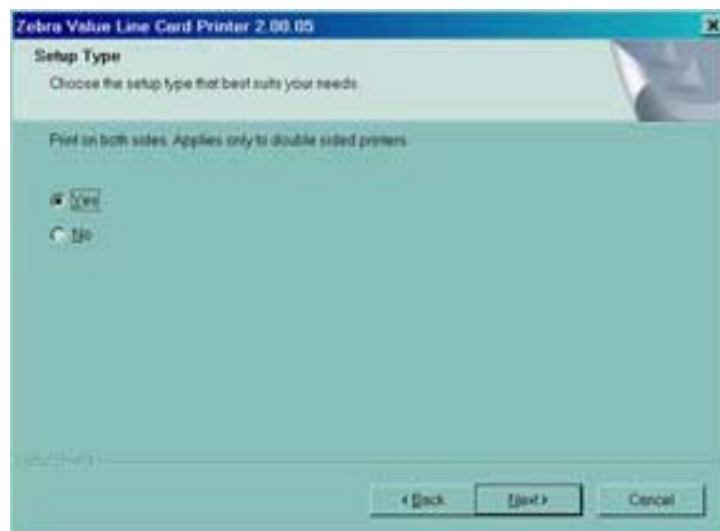 Zebra Value Line Card Printer 2.00.05
Setup Type
Choose the setup type that best suits your needs.
Print on both sides. Applies only to double sided printers.
Yes
No
< Back
Next >
Cancel